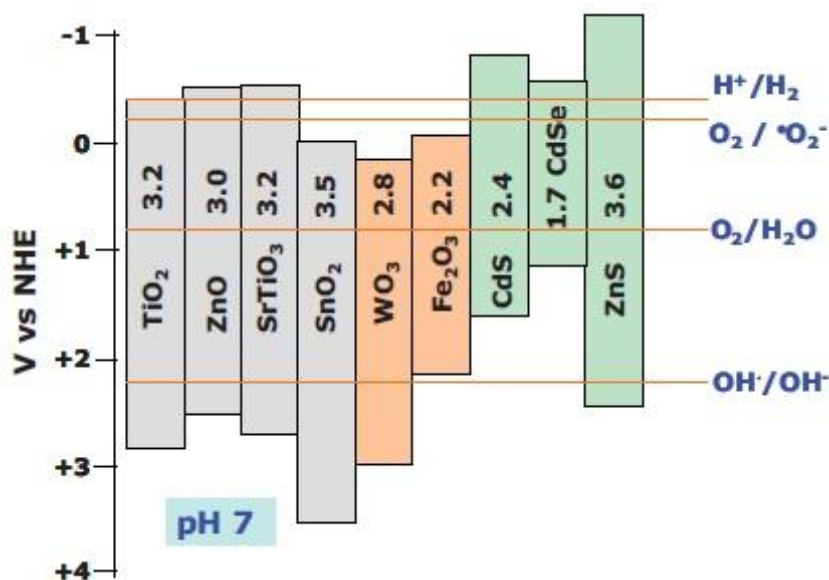 V vs NHE
-1
0
+1
+2
+3
+4
TiO₂ 3.2
ZnO 3.0
SrTiO₃ 3.2
SnO₂ 3.5
WO₃ 2.8
Fe₂O₃ 2.2
CdS 2.4
1.7 CdSe
ZnS 3.6
H⁺/H₂
O₂ / •O₂⁻
O₂/H₂O
OH·/OH⁻
pH 7